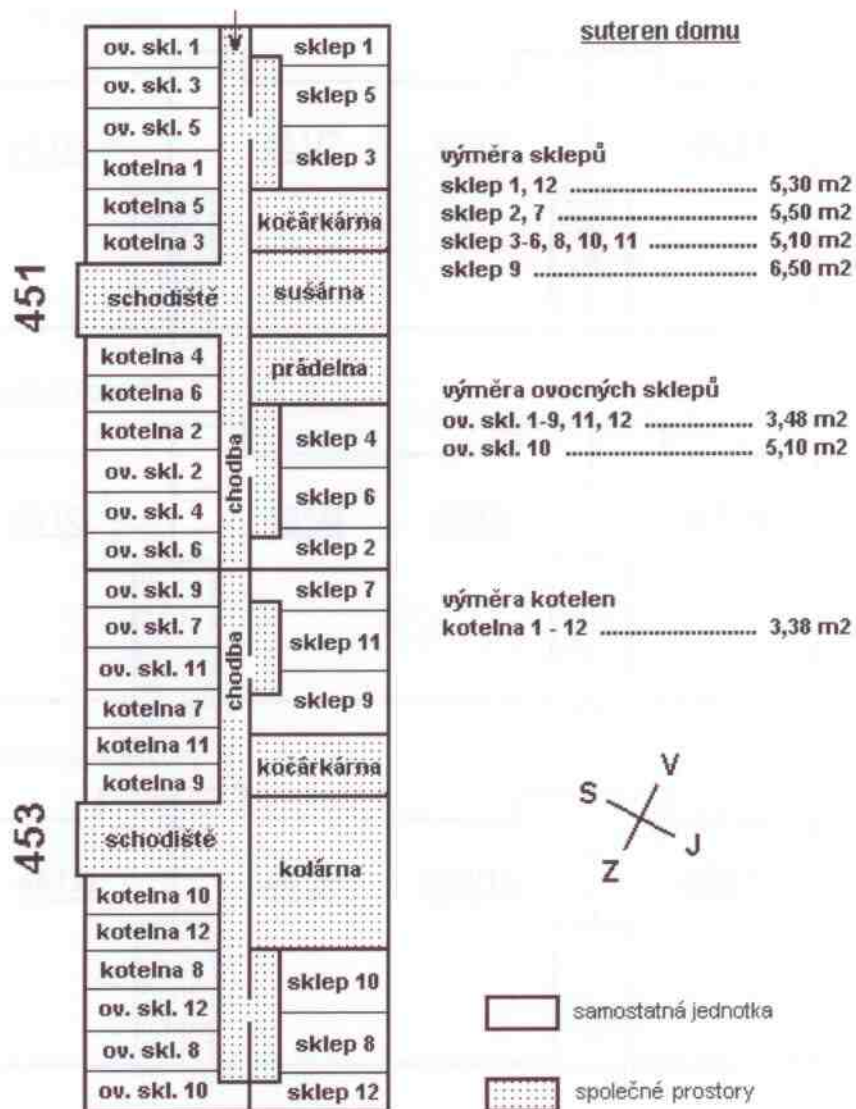 suteren domu
ov. skl. 1
sklep 1
ov. skl. 3
sklep 5
ov. skl. 5
sklep 3
kotelna 1
kotelna 5
kočárkárna
kotelna 3
451
schodiště
sušárna
kotelna 4
prádelna
kotelna 6
kotelna 2
sklep 4
ov. skl. 2
chodba
ov. skl. 4
sklep 6
ov. skl. 6
sklep 2
ov. skl. 9
sklep 7
ov. skl. 7
chodba
sklep 11
ov. skl. 11
kotelna 7
sklep 9
kotelna 11
kočárkárna
kotelna 9
453
schodiště
kolárna
kotelna 10
kotelna 12
kotelna 8
sklep 10
ov. skl. 12
ov. skl. 8
sklep 8
ov. skl. 10
sklep 12
výměra sklepů
sklep 1, 12 .................................. 5,30 m2
sklep 2, 7 .................................... 5,50 m2
sklep 3-6, 8, 10, 11 ..................... 5,10 m2
sklep 9 ........................................ 6,50 m2
výměra ovocných sklepů
ov. skl. 1-9, 11, 12 .................... 3,48 m2
ov. skl. 10 .................................. 5,10 m2
výměra kotelen
kotelna 1 - 12 ............................ 3,38 m2
V
S
J
Z
samostatná jednotka
společné prostory